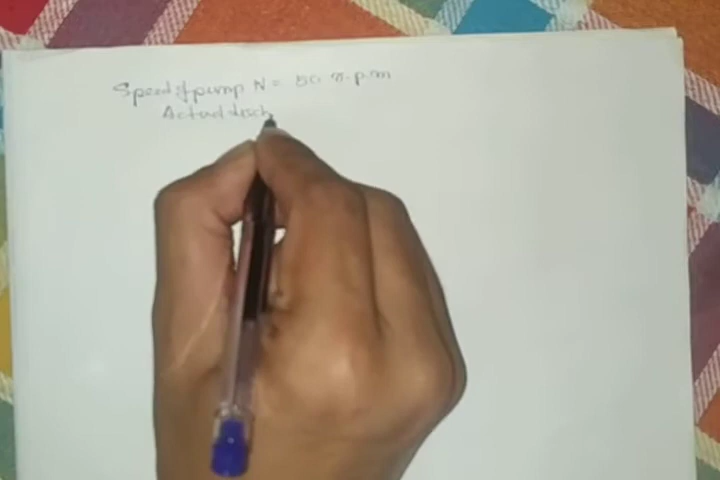 Speed of pump N = 50 r.p.m
Actual disch